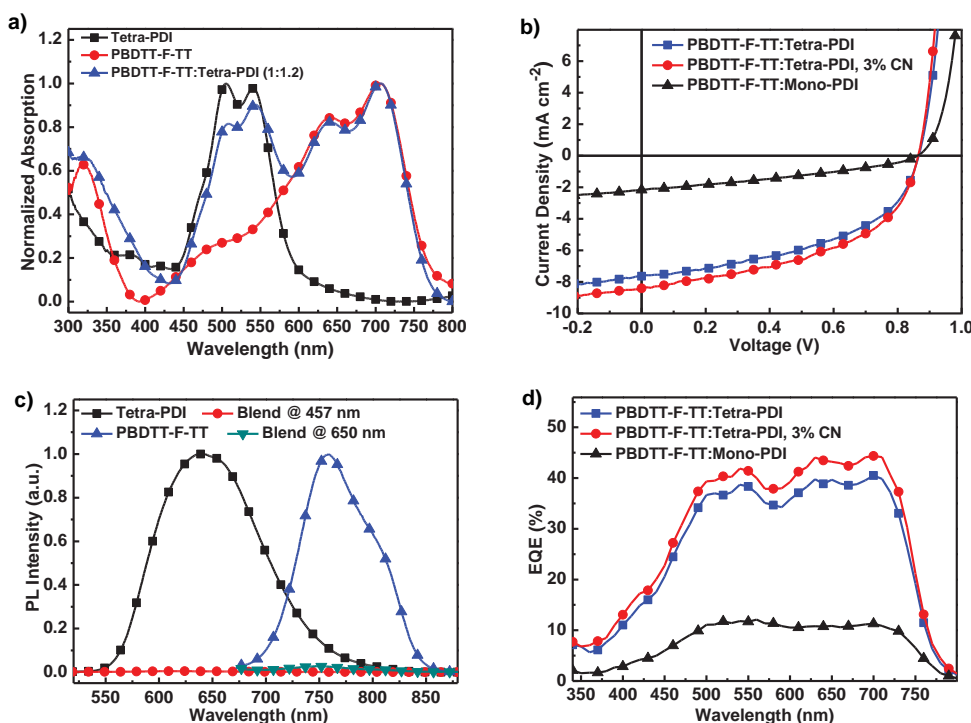 a)
Tetra-PDI
PBDTT-F-TT
PBDTT-F-TT:Tetra-PDI (1:1.2)
1.0
0.8
0.6
0.4
0.2
0.0
Normalized Absorption
300 350 400 450 500 550 600 650 700 750 800
Wavelength (nm)
b)
PBDTT-F-TT:Tetra-PDI
PBDTT-F-TT:Tetra-PDI, 3% CN
PBDTT-F-TT:Mono-PDI
6
4
2
0
-2
-4
-6
-8
-10
Current Density (mA cm-2)
-0.2 0.0 0.2 0.4 0.6 0.8 1.0
Voltage (V)
c)
Tetra-PDI Blend @ 457 nm
PBDTT-F-TT Blend @ 650 nm
1.2
1.0
0.8
0.6
0.4
0.2
0.0
PL Intensity (a.u.)
550 600 650 700 750 800 850
Wavelength (nm)
d)
PBDTT-F-TT:Tetra-PDI
PBDTT-F-TT:Tetra-PDI, 3% CN
PBDTT-F-TT:Mono-PDI
50
40
30
20
10
0
EQE (%)
350 400 450 500 550 600 650 700 750
Wavelength (nm)